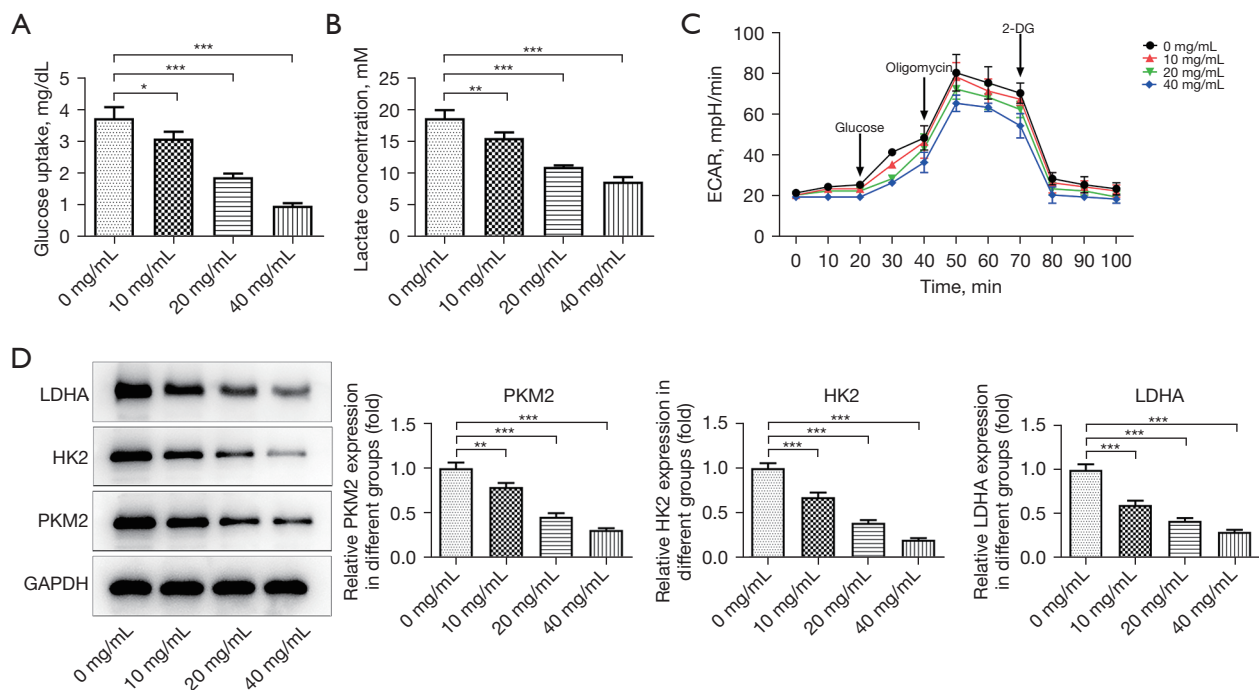 A
Glucose uptake, mg/dL
5
4
3
2
1
0
***
***
*
0 mg/mL
10 mg/mL
20 mg/mL
40 mg/mL
B
Lactate concentration, mM
25
20
15
10
5
0
***
***
**
0 mg/mL
10 mg/mL
20 mg/mL
40 mg/mL
C
ECAR, mpH/min
100
80
60
40
20
0
Glucose
Oligomycin
2-DG
0 mg/mL
10 mg/mL
20 mg/mL
40 mg/mL
0 10 20 30 40 50 60 70 80 90 100
Time, min
D
LDHA
HK2
PKM2
GAPDH
0 mg/mL
10 mg/mL
20 mg/mL
40 mg/mL
PKM2
Relative PKM2 expression
in different groups (fold)
1.5
1.0
0.5
0.0
***
***
**
0 mg/mL
10 mg/mL
20 mg/mL
40 mg/mL
HK2
Relative HK2 expression in
different groups (fold)
1.5
1.0
0.5
0.0
***
***
***
0 mg/mL
10 mg/mL
20 mg/mL
40 mg/mL
LDHA
Relative LDHA expression
in different groups (fold)
1.5
1.0
0.5
0.0
***
***
***
0 mg/mL
10 mg/mL
20 mg/mL
40 mg/mL